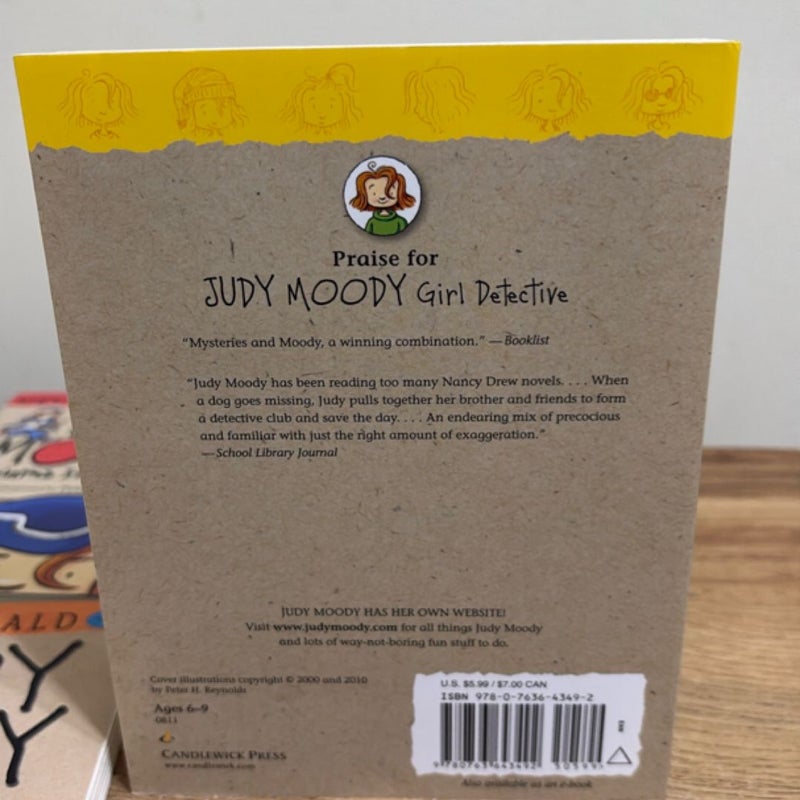 Praise for
JUDY MOODY Girl Detective
“Mysteries and Moody, a winning combination.” —Booklist
“Judy Moody has been reading too many Nancy Drew novels. . . . When
a dog goes missing, Judy pulls together her brother and friends to form
a detective club and save the day. . . . An endearing mix of precocious
and familiar with just the right amount of exaggeration.”
—School Library Journal
JUDY MOODY HAS HER OWN WEBSITE!
Visit www.judymoody.com for all things Judy Moody
and lots of way-not-boring fun stuff to do.
Cover illustrations copyright © 2000 and 2010
by Peter H. Reynolds
Ages 6–9
0811
CANDLEWICK PRESS
www.candlewick.com
U.S. $5.99 / $7.00 CAN
ISBN 978-0-7636-4349-2
9 780763 643492
Also available as an e-book
MO
ALD
Y
Y